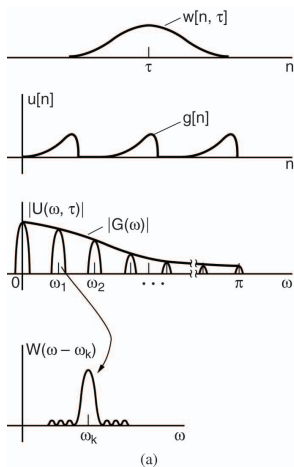 w[n, τ]
τ
n
u[n]
g[n]
n
|U(ω, τ)|
|G(ω)|
0
ω1
ω2
• • •
π
ω
W(ω – ωk)
ωk
ω
(a)